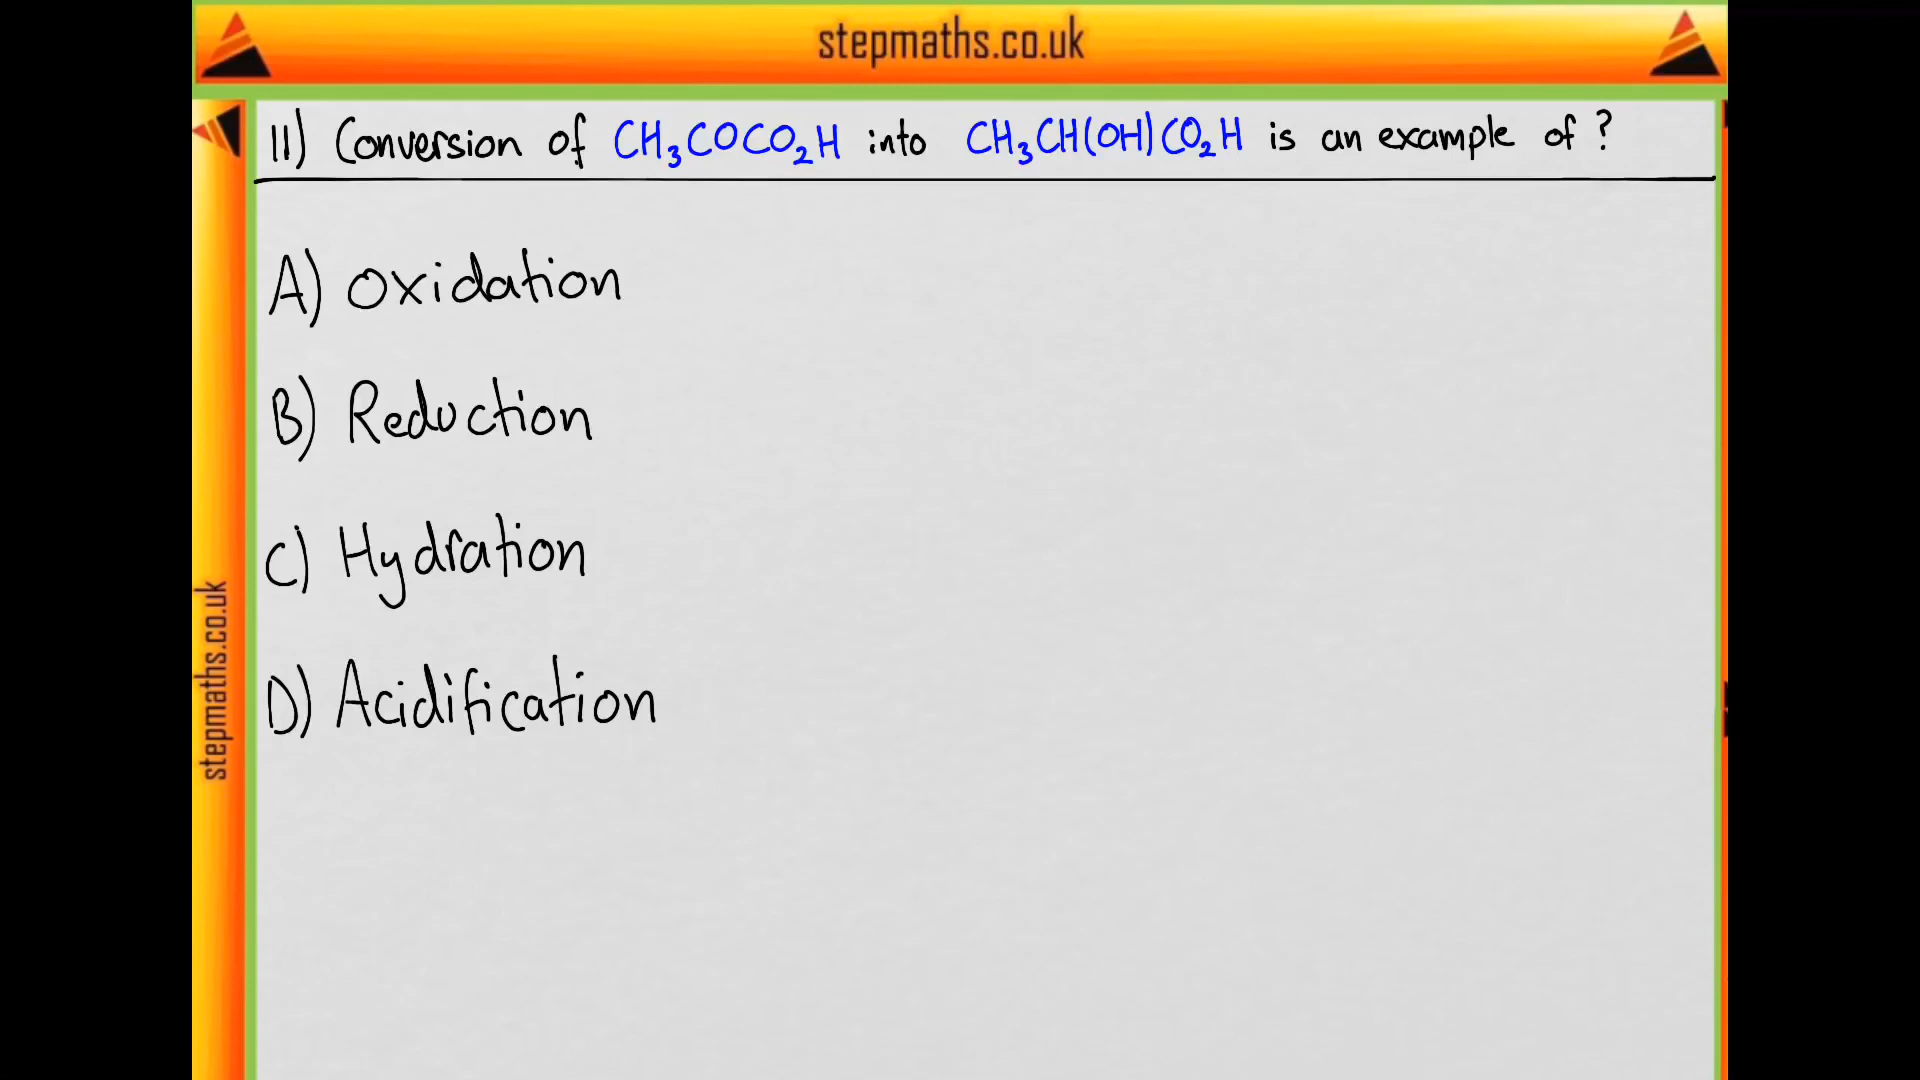 stepmaths.co.uk
11) Conversion of CH₃COCO₂H into CH₃CH(OH)CO₂H is an example of ?
A) Oxidation
B) Reduction
C) Hydration
D) Acidification
stepmaths.co.uk